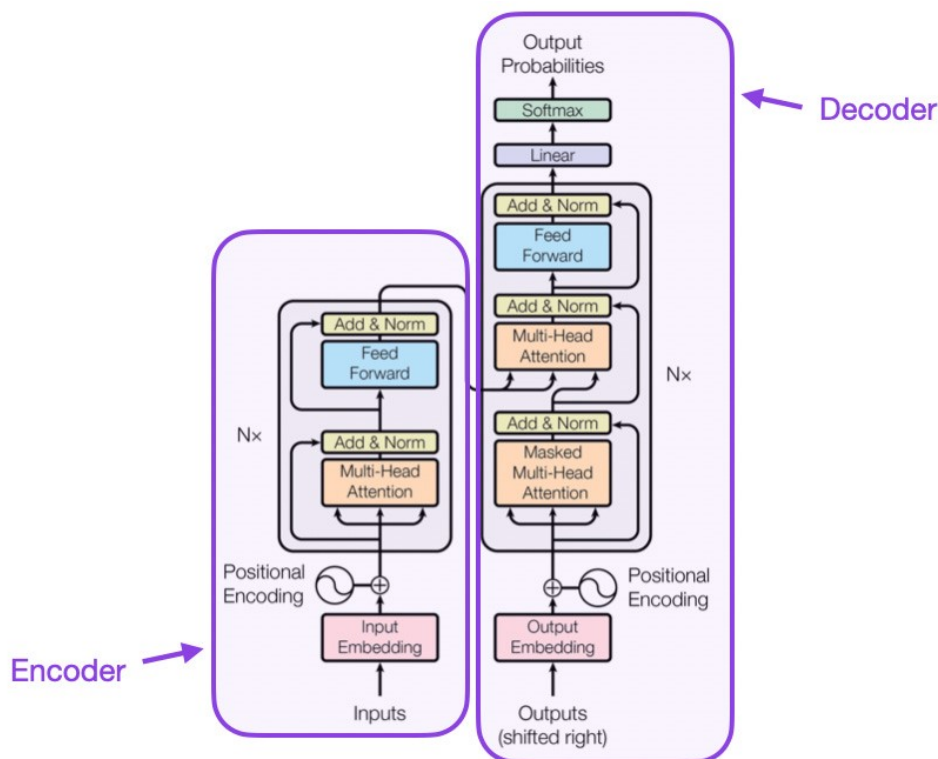 Output
Probabilities
Softmax
Linear
Add & Norm
Feed
Forward
Add & Norm
Multi-Head
Attention
Nx
Add & Norm
Masked
Multi-Head
Attention
Positional
Encoding
Output
Embedding
Outputs
(shifted right)
Decoder
Add & Norm
Feed
Forward
Nx
Add & Norm
Multi-Head
Attention
Positional
Encoding
Input
Embedding
Inputs
Encoder